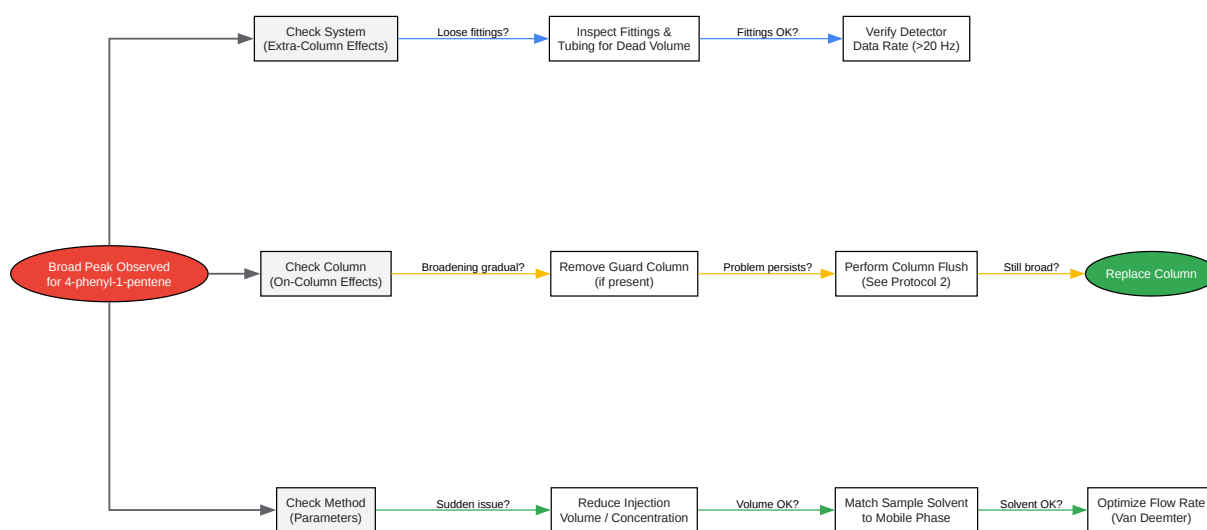 Check System
(Extra-Column Effects)
Loose fittings?
Inspect Fittings &
Tubing for Dead Volume
Fittings OK?
Verify Detector
Data Rate (>20 Hz)
Broad Peak Observed
for 4-phenyl-1-pentene
Check Column
(On-Column Effects)
Broadening gradual?
Remove Guard Column
(if present)
Problem persists?
Perform Column Flush
(See Protocol 2)
Still broad?
Replace Column
Check Method
(Parameters)
Sudden issue?
Reduce Injection
Volume / Concentration
Volume OK?
Match Sample Solvent
to Mobile Phase
Solvent OK?
Optimize Flow Rate
(Van Deemter)